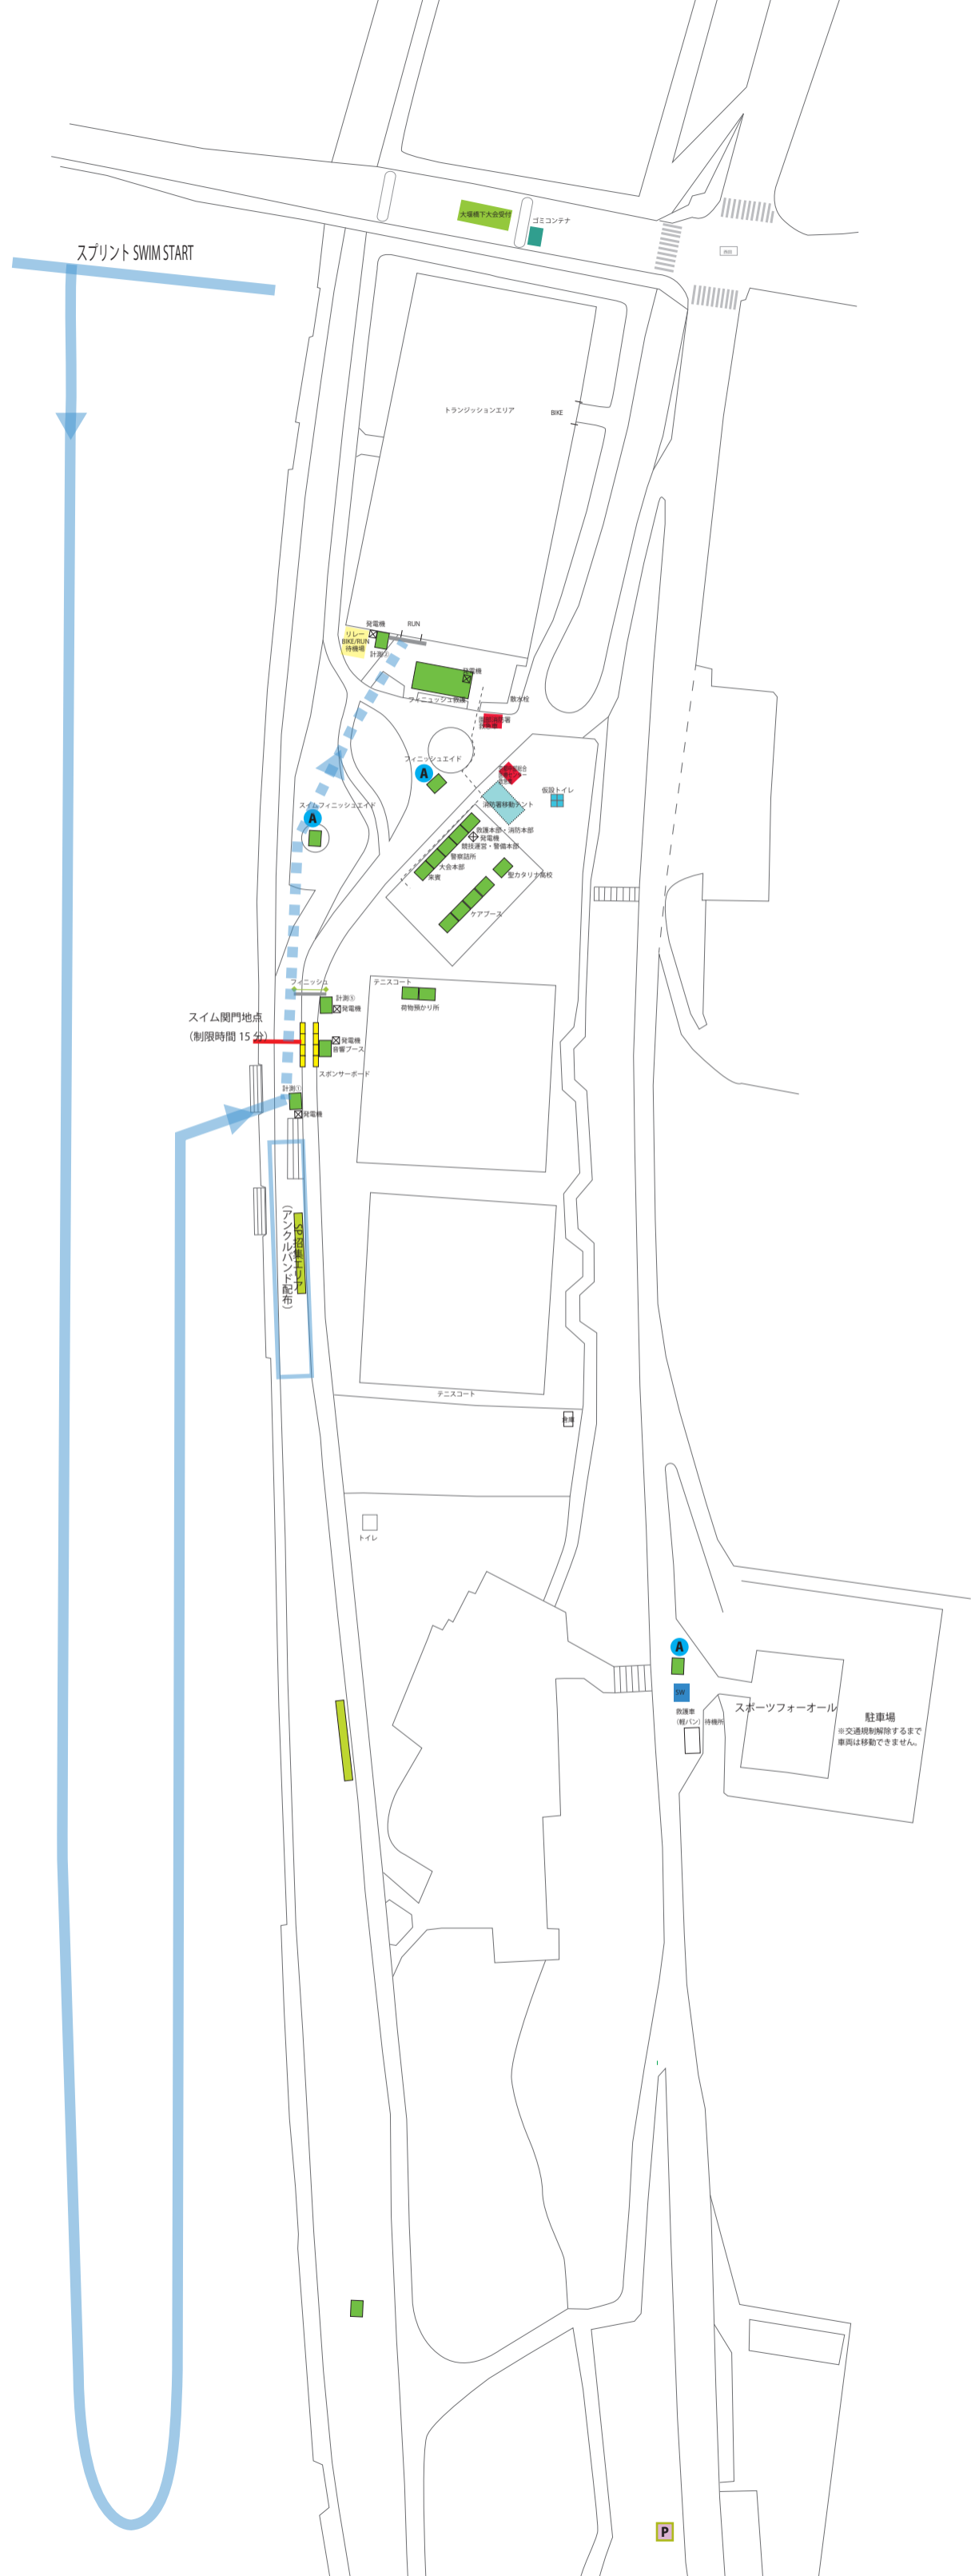 大堰橋下大会受付
ゴミコンテナ
スプリント SWIM START
トランジッションエリア
BIKE
発電機
RUN
リレー
BIKE/RUN
待機場
発電機
フィニュッシュ救護
散水栓
フィニッシュエイド
A
仮設トイレ
スイムフィニッシュエイド
A
消防署移動テント
救護本部・消防本部
発電機
競技運営・警備本部
警察詰所
大会本部
来賓
聖カタリナ高校
ケアブース
フィニッシュ
テニスコート
計測⑤
発電機
荷物預かり所
スイム関門地点
（制限時間 15 分）
発電機
音響ブース
スポンサーボード
計測①
発電機
SP 招集エリア
（アンクルバンド配布）
テニスコート
倉庫
トイレ
A
SW
救護車
（軽バン）待機所
スポーツフォーオール
駐車場
※交通規制解除するまで
車両は移動できません。
P